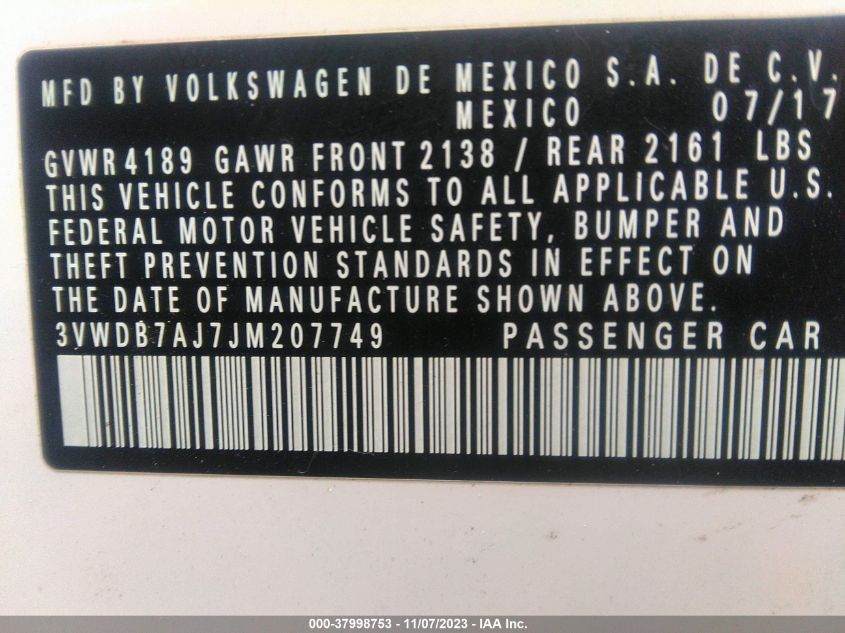 MFD BY VOLKSWAGEN DE MEXICO S.A. DE C.V.
MEXICO 07/17
GVWR 4189 GAWR FRONT 2138 / REAR 2161 LBS
THIS VEHICLE CONFORMS TO ALL APPLICABLE U.S.
FEDERAL MOTOR VEHICLE SAFETY, BUMPER AND
THEFT PREVENTION STANDARDS IN EFFECT ON
THE DATE OF MANUFACTURE SHOWN ABOVE.
3VWDB7AJ7JM207749 PASSENGER CAR
000-37998753 - 11/07/2023 - IAA Inc.